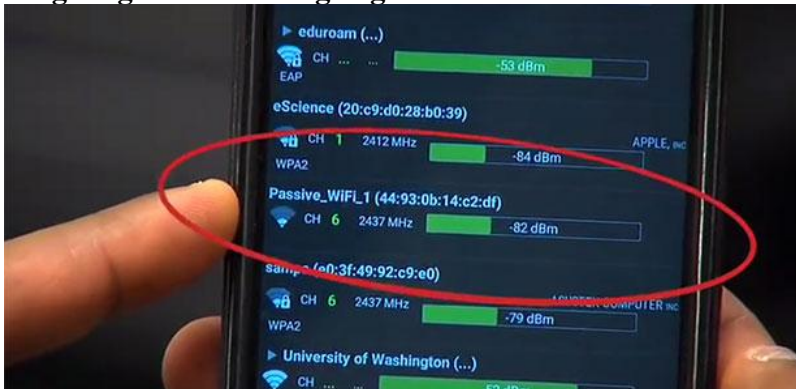 ▶ eduroam (...)
CH ... ... -53 dBm
EAP
eScience (20:c9:d0:28:b0:39)
CH 1 2412 MHz -84 dBm APPLE, INC
WPA2
Passive_WiFi_1 (44:93:0b:14:c2:df)
CH 6 2437 MHz -82 dBm
(e0:3f:49:92:c9:e0)
CH 6 2437 MHz -79 dBm COMPUTER INC
WPA2
▶ University of Washington (...)
CH ... ...